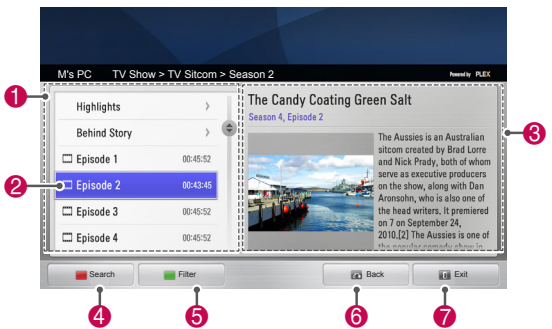 M's PC TV Show > TV Sitcom > Season 2
Powered by PLEX
1
Highlights >
Behind Story >
Episode 1 00:45:52
2
Episode 2 00:43:45
Episode 3 00:45:52
Episode 4 00:45:52
The Candy Coating Green Salt
Season 4, Episode 2
3
The Aussies is an Australian
sitcom created by Brad Lorre
and Nick Prady, both of whom
serve as executive producers
on the show, along with Dan
Aronsohn, who is also one of
the head writers, It premiered
on 7 on September 24,
2010.[2] The Aussies is one of
the popular comedy show in
Search Filter Back Exit
4 5 6 7